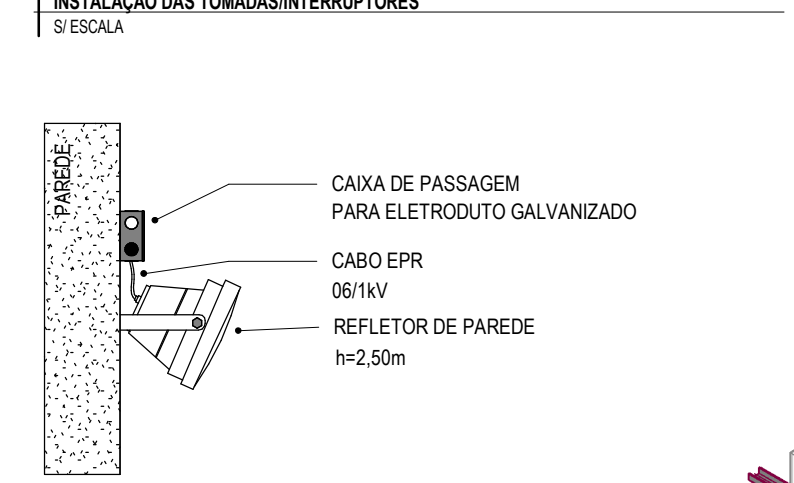 INSTALAÇÃO DAS TOMADAS/INTERRUPTORES
S/ ESCALA
PAREDE
CAIXA DE PASSAGEM
PARA ELETRODUTO GALVANIZADO
CABO EPR
06/1kV
REFLETOR DE PAREDE
h=2,50m